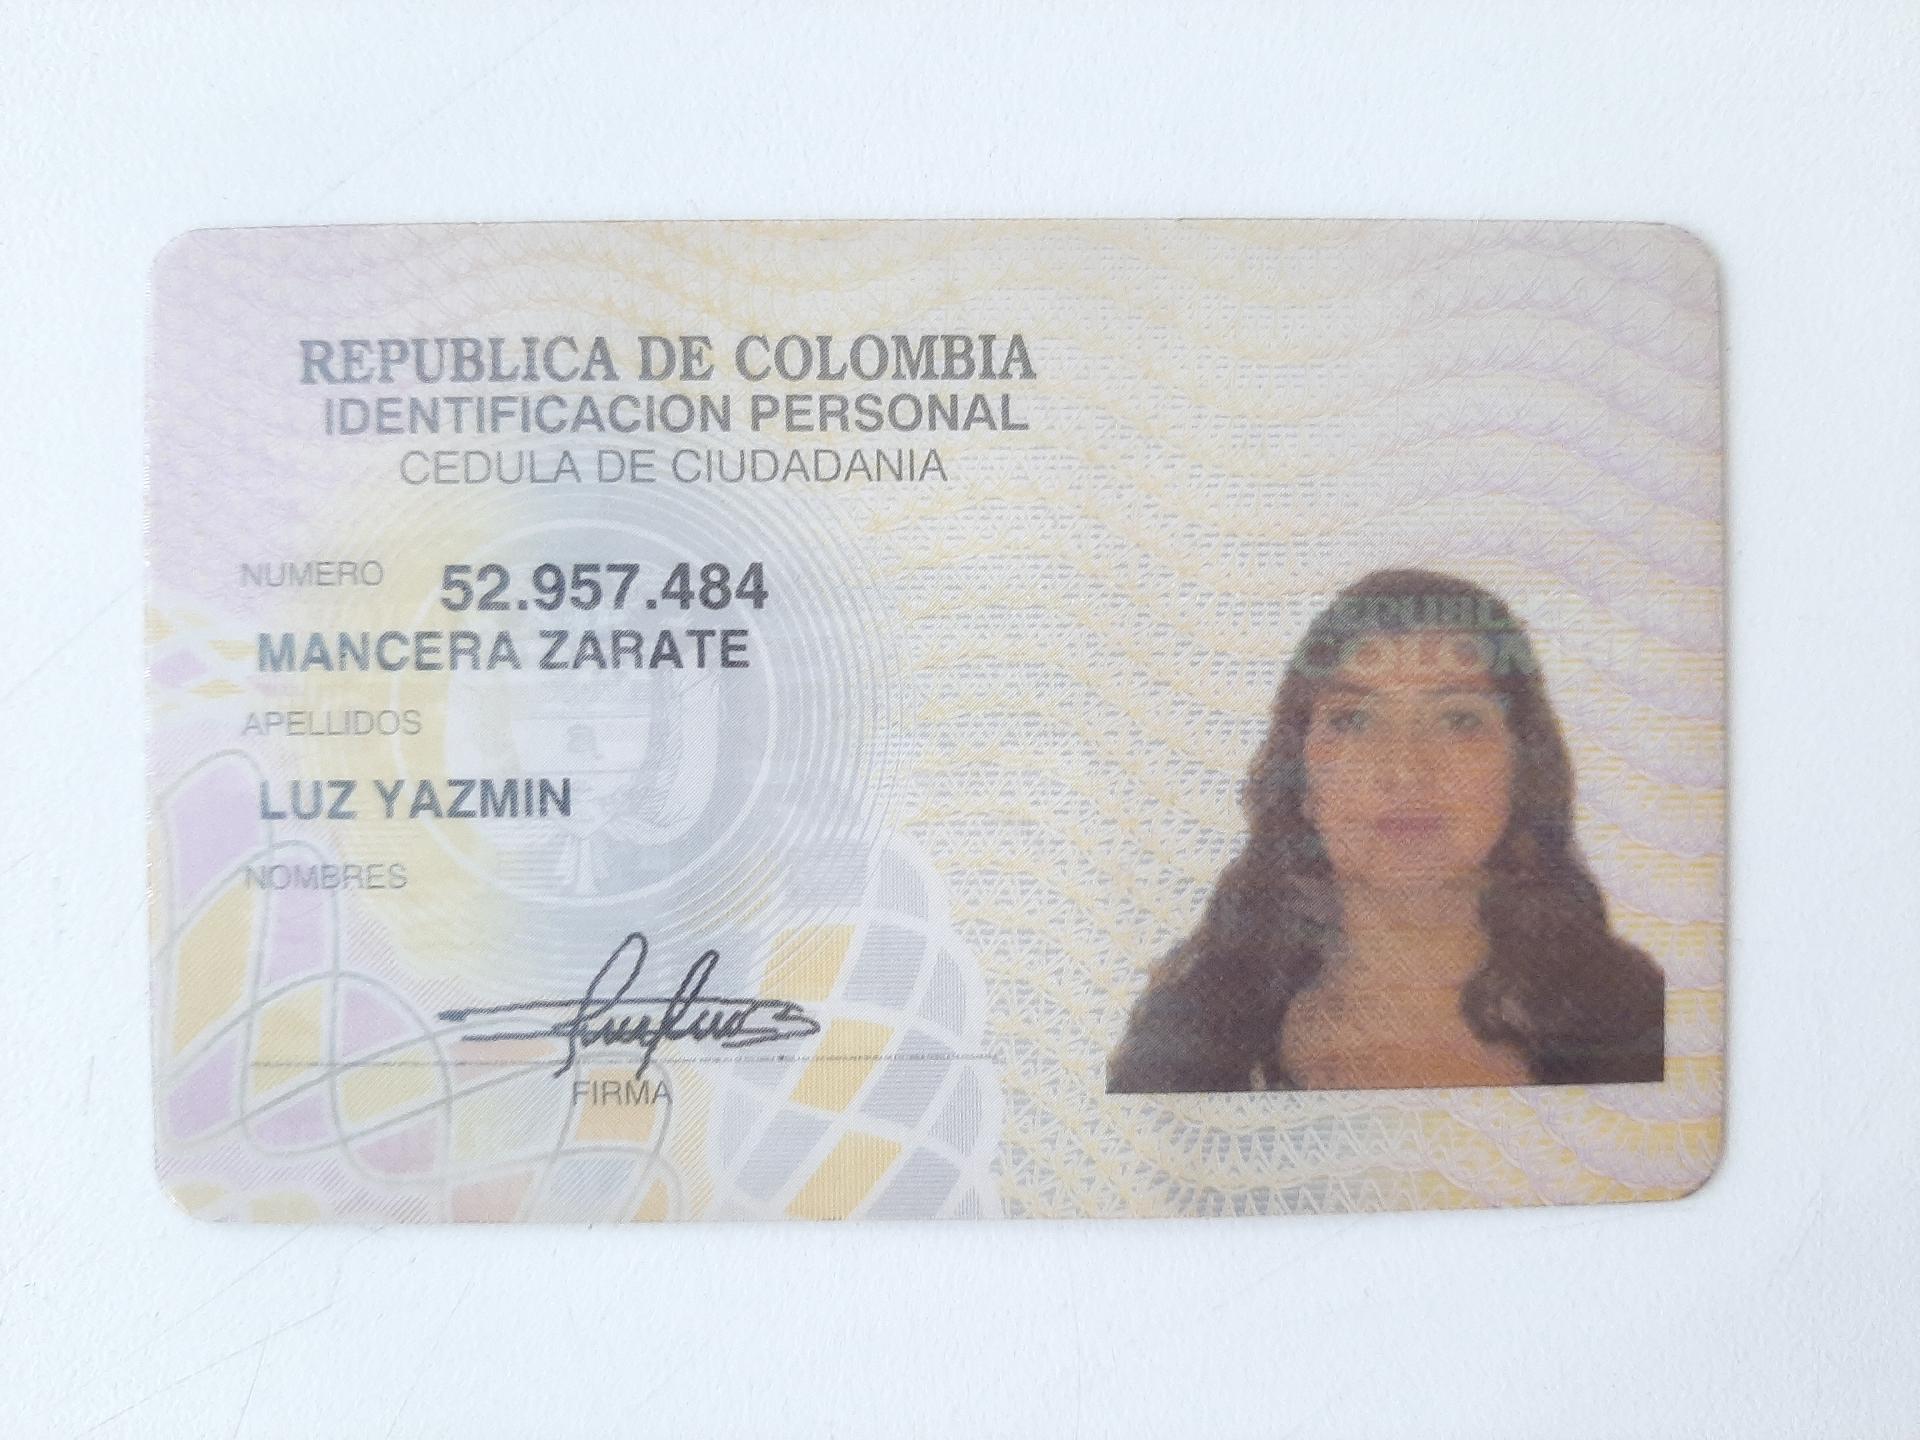 REPUBLICA DE COLOMBIA
IDENTIFICACION PERSONAL
CEDULA DE CIUDADANIA
NUMERO 52.957.484
MANCERA ZARATE
APELLIDOS
LUZ YAZMIN
NOMBRES
FIRMA